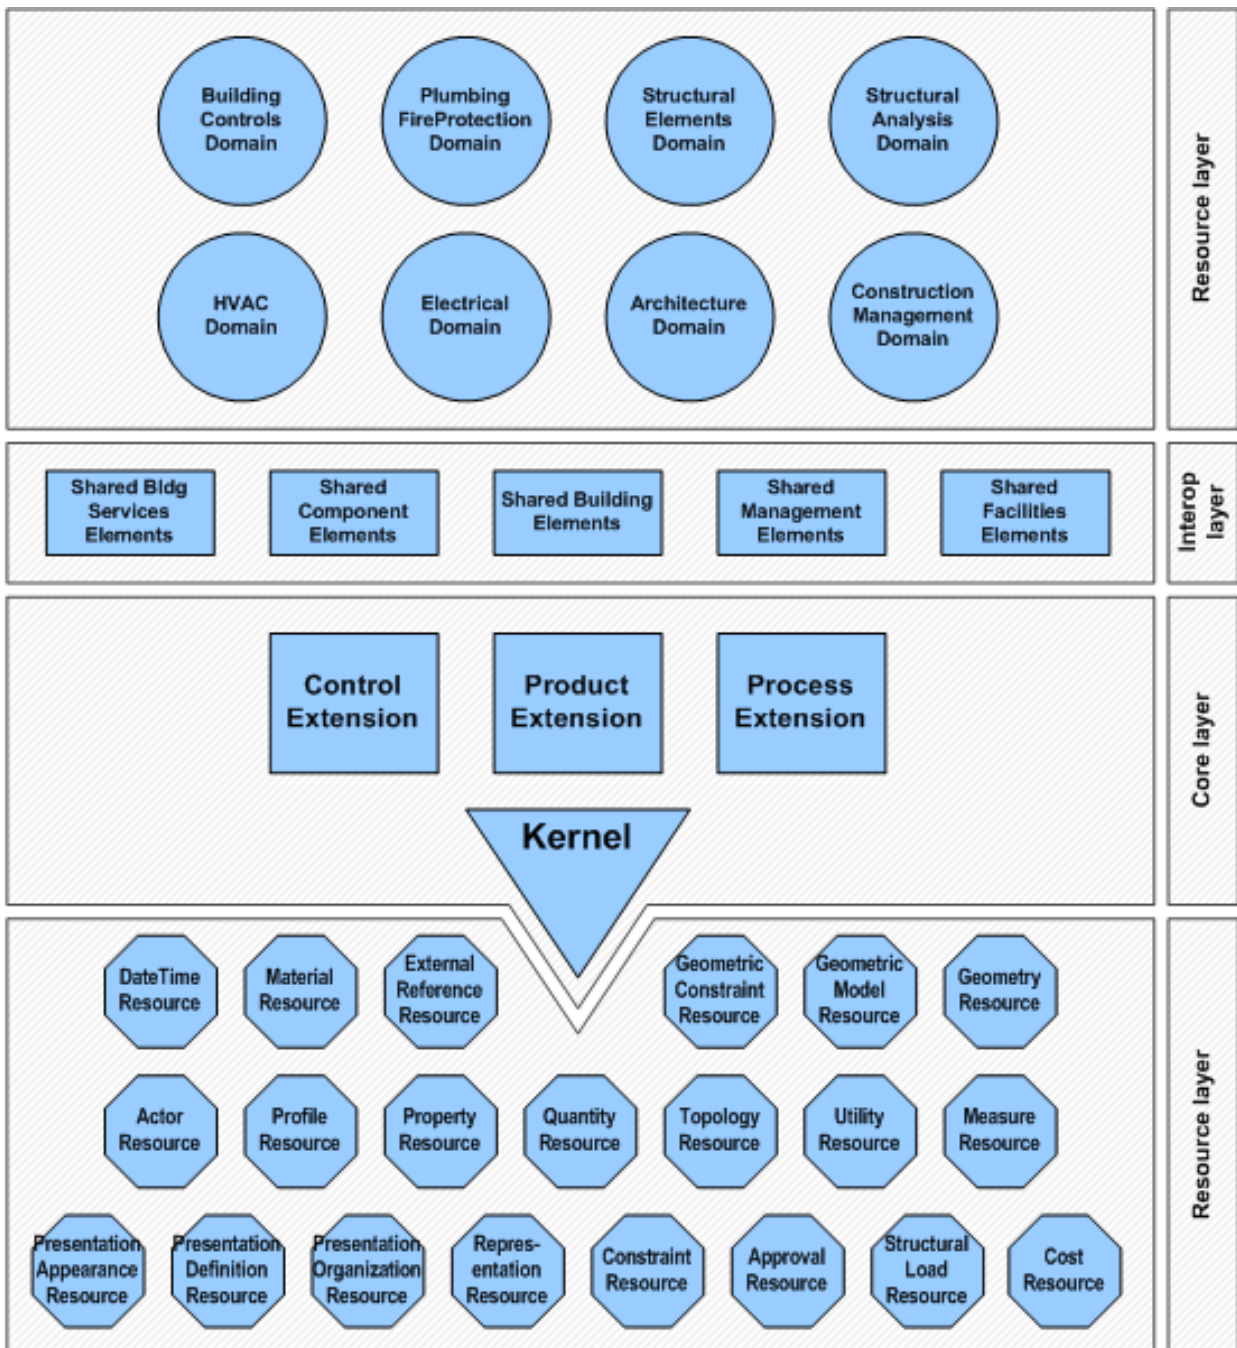 Building
Controls
Domain
Plumbing
FireProtection
Domain
Structural
Elements
Domain
Structural
Analysis
Domain
HVAC
Domain
Electrical
Domain
Architecture
Domain
Construction
Management
Domain
Resource layer
Shared Bldg
Services
Elements
Shared
Component
Elements
Shared Building
Elements
Shared
Management
Elements
Shared
Facilities
Elements
Interop
layer
Control
Extension
Product
Extension
Process
Extension
Kernel
Core layer
DateTime
Resource
Material
Resource
External
Reference
Resource
Geometric
Constraint
Resource
Geometric
Model
Resource
Geometry
Resource
Actor
Resource
Profile
Resource
Property
Resource
Quantity
Resource
Topology
Resource
Utility
Resource
Measure
Resource
Presentation
Appearance
Resource
Presentation
Definition
Resource
Presentation
Organization
Resource
Repres-
entation
Resource
Constraint
Resource
Approval
Resource
Structural
Load
Resource
Cost
Resource
Resource layer